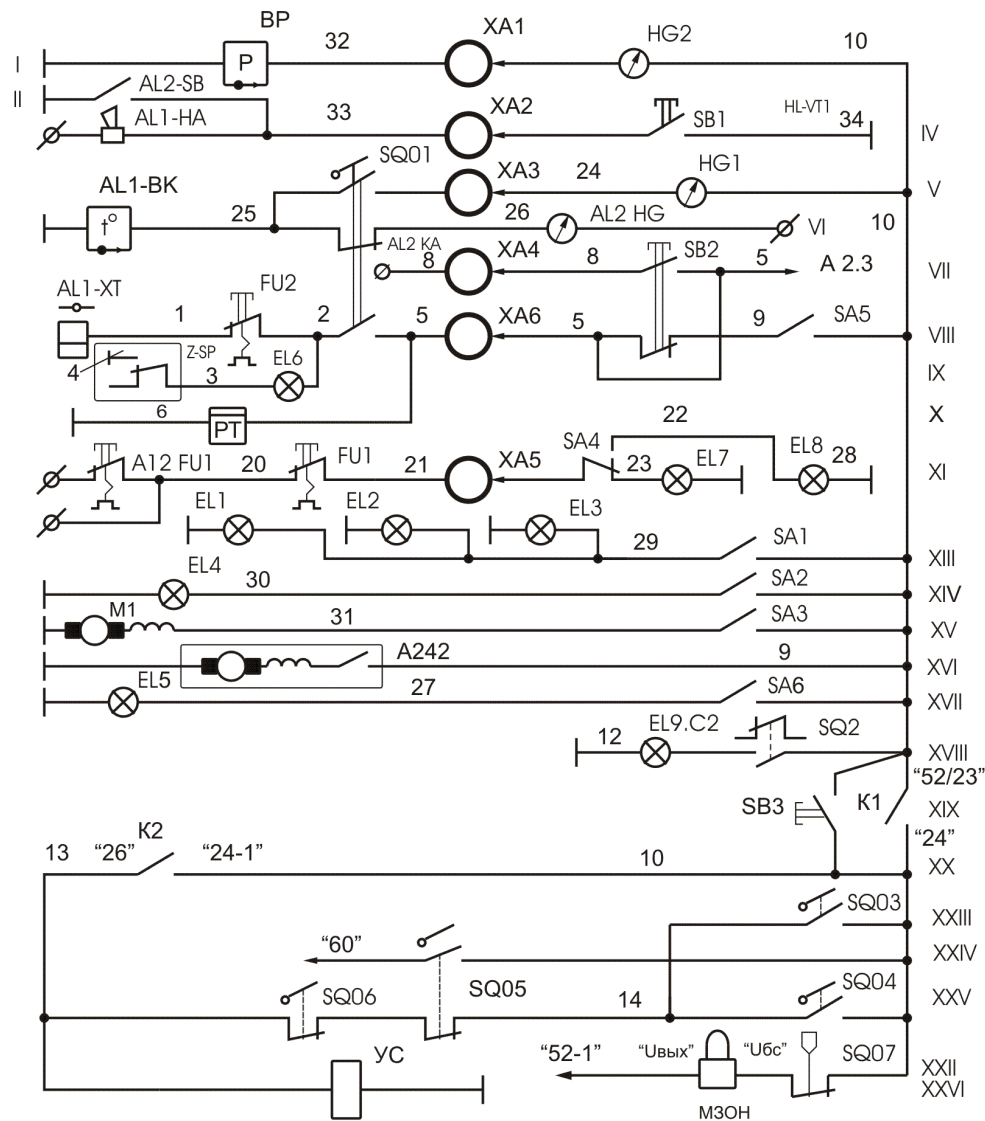 BP
32
XA1
HG2
10
I
P
II
AL2-SB
AL1-HA
33
XA2
SB1
HL-VT1
34
IV
SQ01
AL1-BK
XA3
24
HG1
V
t°
25
26
AL2 HG
VI
10
AL2 KA
8
XA4
8
SB2
5
A 2.3
VII
AL1-XT
FU2
1
2
5
XA6
5
9
SA5
VIII
Z-SP
4
3
EL6
IX
6
PT
X
22
A12 FU1
20
FU1
21
XA5
SA4
23
EL7
EL8
28
XI
EL1
EL2
EL3
29
SA1
XIII
EL4
30
SA2
XIV
M1
31
SA3
XV
A242
9
XVI
EL5
27
SA6
XVII
12
EL9.C2
SQ2
XVIII
"52/23"
SB3
K1
XIX
"24"
K2
13
"26"
"24-1"
10
XX
SQ03
XXIII
"60"
XXIV
SQ06
SQ05
14
SQ04
XXV
УС
"52-1"
"Uвых"
"Uбс"
SQ07
XXII
XXVI
МЗОН